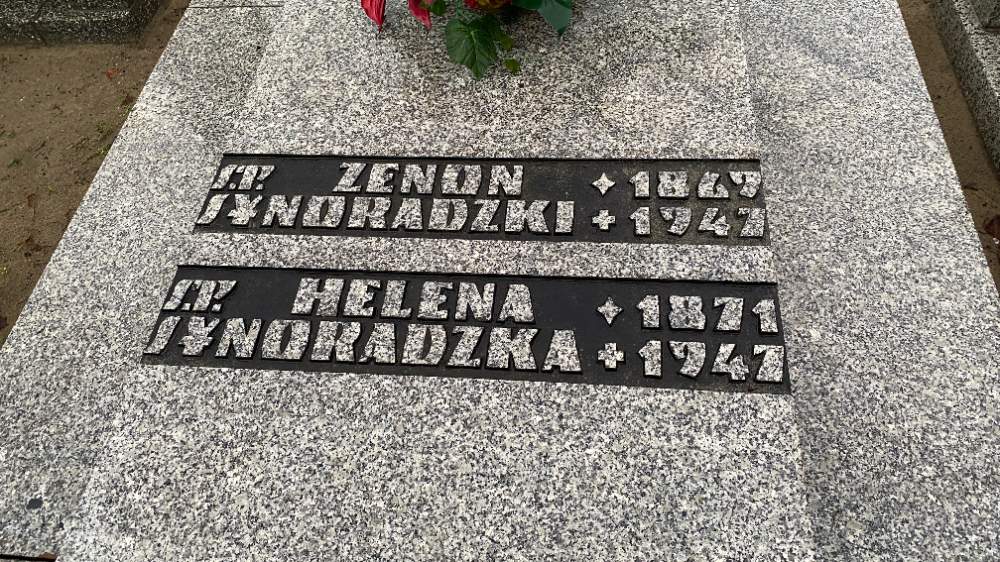 Ś.P. ZENON ✦ 1867
SYNORADZKI + 1947
Ś.P. HELENA ✦ 1871
SYNORADZKA + 1947